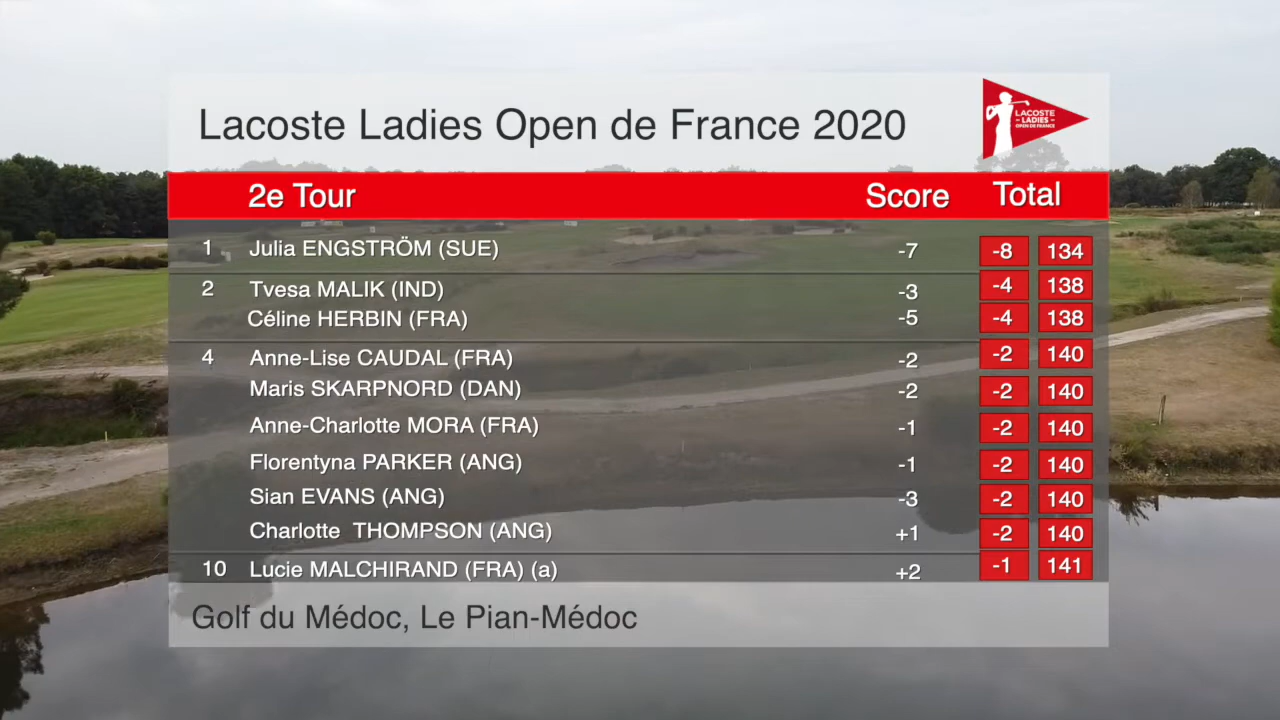 Lacoste Ladies Open de France 2020
LACOSTE
- LADIES -
OPEN DE FRANCE
2e Tour Score Total
1 Julia ENGSTRÖM (SUE) -7 -8 134
2 Tvesa MALIK (IND) -3 -4 138
Céline HERBIN (FRA) -5 -4 138
4 Anne-Lise CAUDAL (FRA) -2 -2 140
Maris SKARPNORD (DAN) -2 -2 140
Anne-Charlotte MORA (FRA) -1 -2 140
Florentyna PARKER (ANG) -1 -2 140
Sian EVANS (ANG) -3 -2 140
Charlotte THOMPSON (ANG) +1 -2 140
10 Lucie MALCHIRAND (FRA) (a) +2 -1 141
Golf du Médoc, Le Pian-Médoc